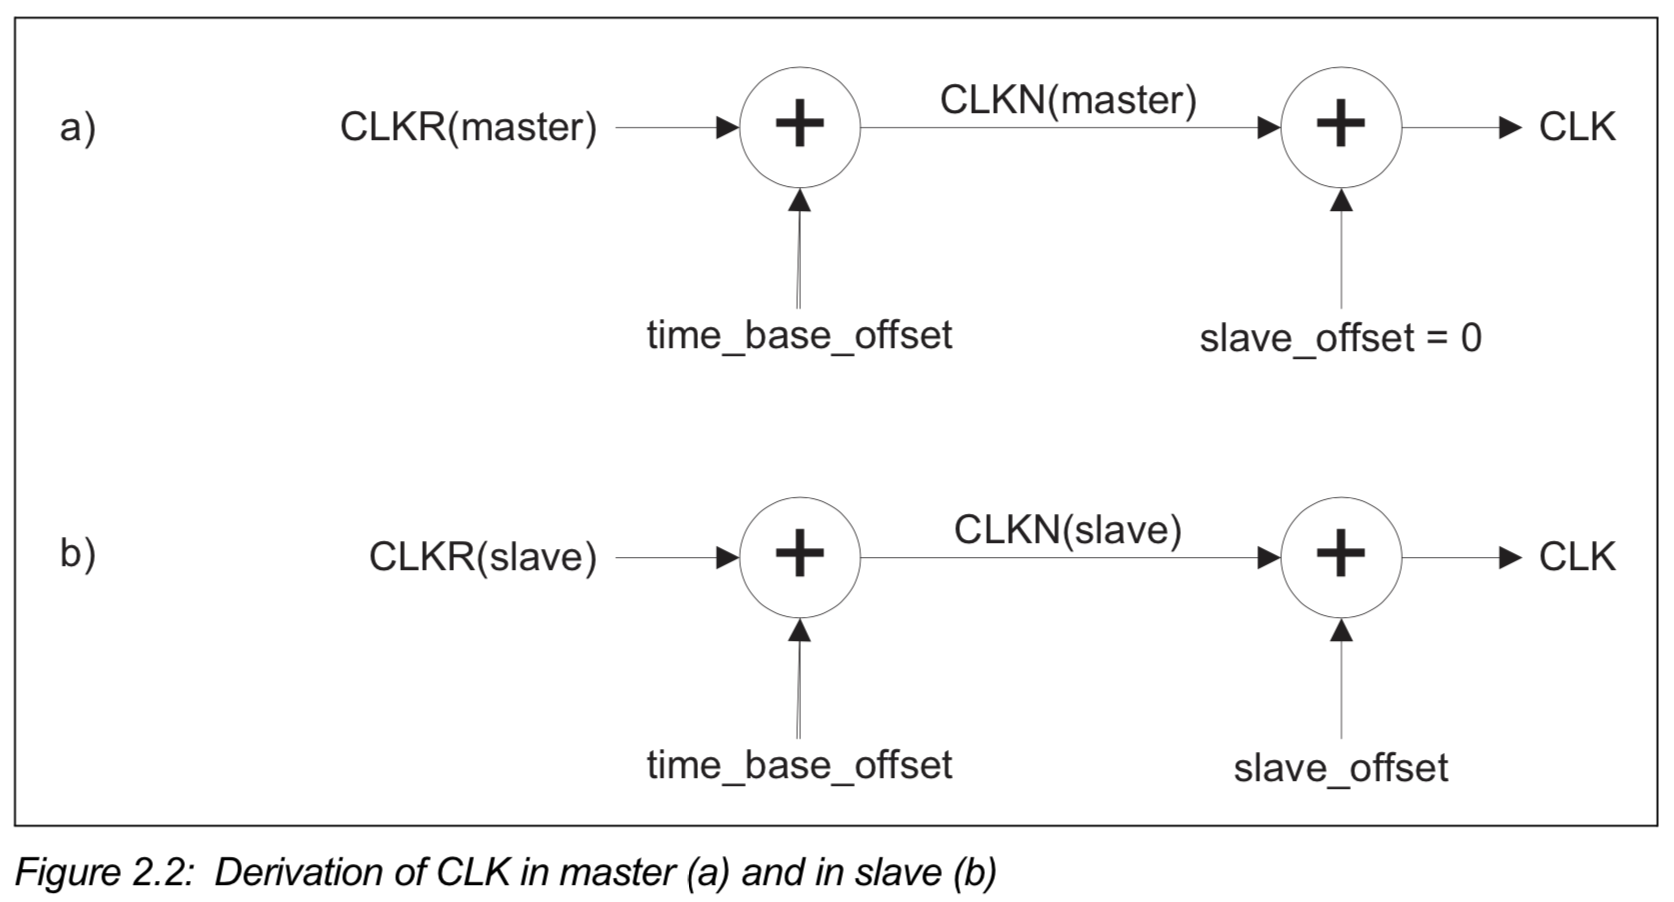 a)
CLKR(master)
+
CLKN(master)
+
CLK
time_base_offset
slave_offset = 0
b)
CLKR(slave)
+
CLKN(slave)
+
CLK
time_base_offset
slave_offset
Figure 2.2: Derivation of CLK in master (a) and in slave (b)